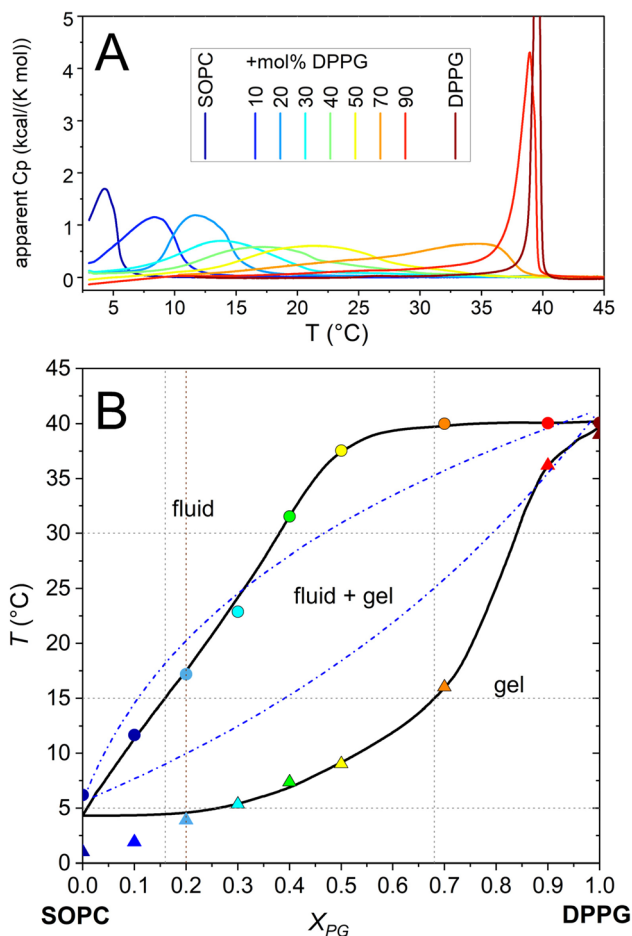 A
apparent Cp (kcal/(K mol))
5
4
3
2
1
0
+mol% DPPG
SOPC
10
20
30
40
50
70
90
DPPG
5 10 15 20 25 30 35 40 45
T (°C)
B
T (°C)
45
40
35
30
25
20
15
10
5
0
fluid
fluid + gel
gel
0.0 0.1 0.2 0.3 0.4 0.5 0.6 0.7 0.8 0.9 1.0
SOPC X_PG DPPG